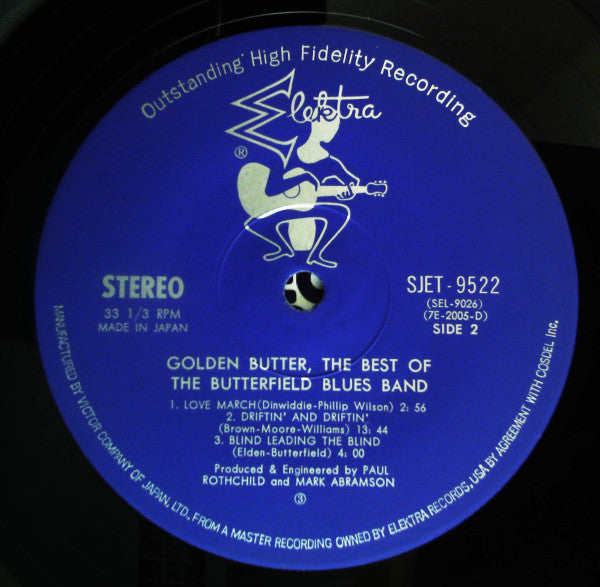 Outstanding High Fidelity Recording
Elektra
®
STEREO
33 1/3 RPM
MADE IN JAPAN
SJET-9522
(SEL-9026)
(7E-2005-D)
SIDE 2
GOLDEN BUTTER, THE BEST OF
THE BUTTERFIELD BLUES BAND
1. LOVE MARCH(Dinwiddie-Phillip Wilson) 2: 56
2. DRIFTIN' AND DRIFTIN'
(Brown-Moore-Williams) 13: 44
3. BLIND LEADING THE BLIND
(Elden-Butterfield) 4: 00
Produced & Engineered by PAUL
ROTHCHILD and MARK ABRAMSON
③
MANUFACTURED BY VICTOR COMPANY OF JAPAN, LTD., FROM A MASTER RECORDING OWNED BY ELEKTRA RECORDS, USA BY AGREEMENT WITH COSDEL Inc.